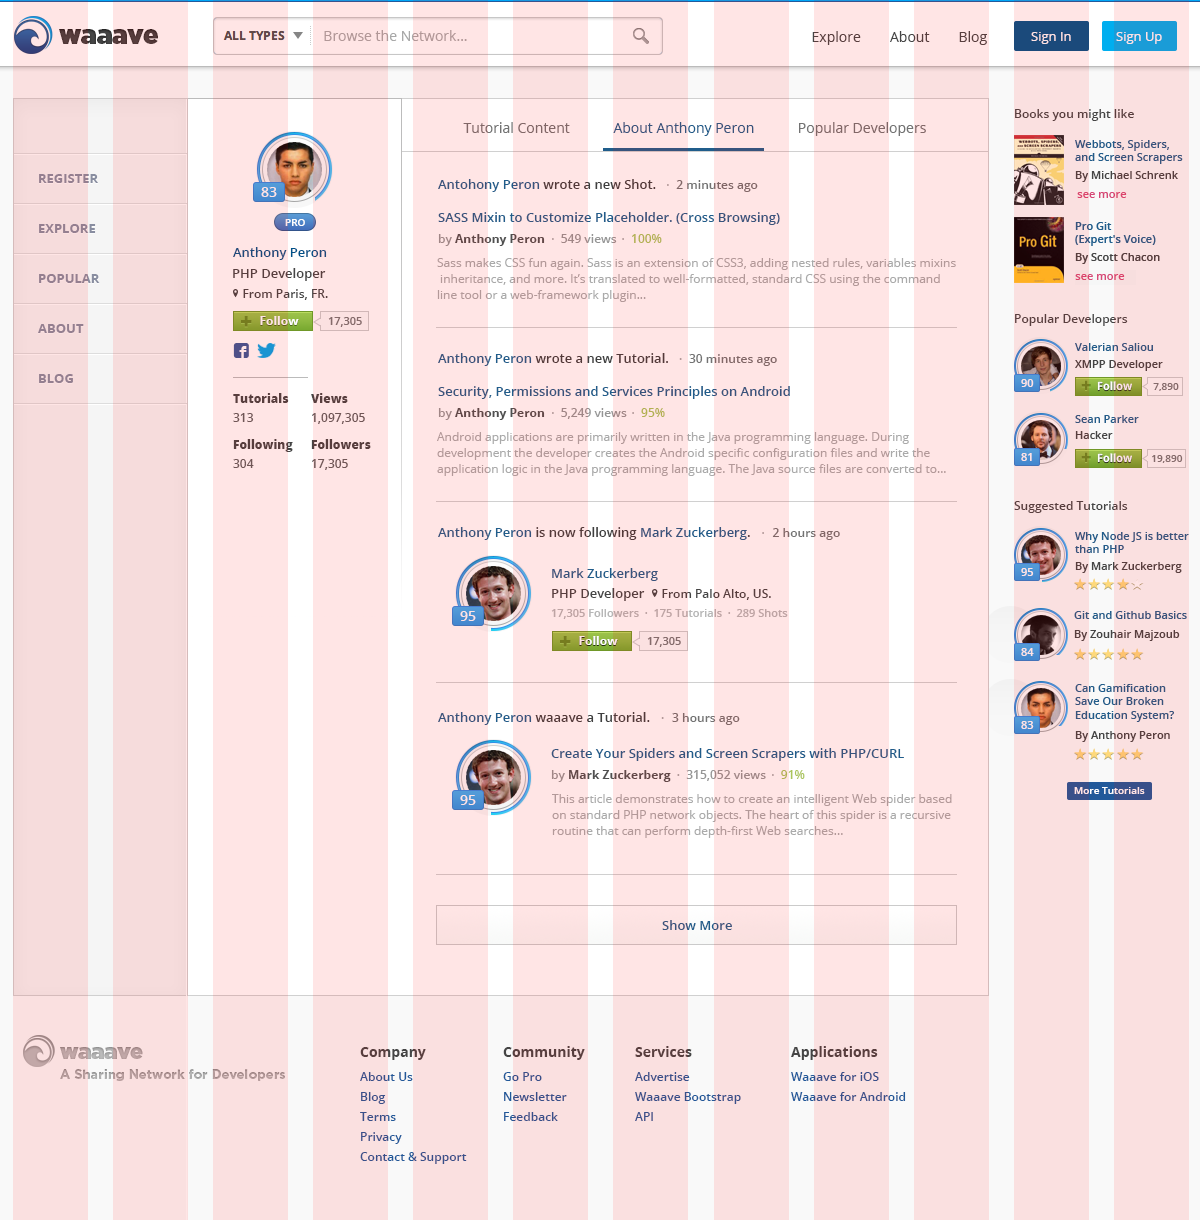 waaave
ALL TYPES
Browse the Network...
Explore
About
Blog
Sign In
Sign Up
REGISTER
EXPLORE
POPULAR
ABOUT
BLOG
83
PRO
Anthony Peron
PHP Developer
From Paris, FR.
Follow
17,305
Tutorials
Views
313
1,097,305
Following
Followers
304
17,305
Tutorial Content
About Anthony Peron
Popular Developers
Antohony Peron wrote a new Shot. · 2 minutes ago
SASS Mixin to Customize Placeholder. (Cross Browsing)
by Anthony Peron · 549 views · 100%
Sass makes CSS fun again. Sass is an extension of CSS3, adding nested rules, variables mixins
inheritance, and more. It's translated to well-formatted, standard CSS using the command
line tool or a web-framework plugin...
Anthony Peron wrote a new Tutorial. · 30 minutes ago
Security, Permissions and Services Principles on Android
by Anthony Peron · 5,249 views · 95%
Android applications are primarily written in the Java programming language. During
development the developer creates the Android specific configuration files and write the
application logic in the Java programming language. The Java source files are converted to...
Anthony Peron is now following Mark Zuckerberg. · 2 hours ago
95
Mark Zuckerberg
PHP Developer From Palo Alto, US.
17,305 Followers · 175 Tutorials · 289 Shots
Follow
17,305
Anthony Peron waaave a Tutorial. · 3 hours ago
95
Create Your Spiders and Screen Scrapers with PHP/CURL
by Mark Zuckerberg · 315,052 views · 91%
This article demonstrates how to create an intelligent Web spider based
on standard PHP network objects. The heart of this spider is a recursive
routine that can perform depth-first Web searches...
Show More
Books you might like
WEBBOTS, SPIDERS,
AND SCREEN SCRAPERS
Webbots, Spiders,
and Screen Scrapers
By Michael Schrenk
see more
Pro Git
Pro Git
(Expert's Voice)
By Scott Chacon
see more
Popular Developers
90
Valerian Saliou
XMPP Developer
Follow
7,890
81
Sean Parker
Hacker
Follow
19,890
Suggested Tutorials
95
Why Node JS is better
than PHP
By Mark Zuckerberg
84
Git and Github Basics
By Zouhair Majzoub
83
Can Gamification
Save Our Broken
Education System?
By Anthony Peron
More Tutorials
waaave
A Sharing Network for Developers
Company
About Us
Blog
Terms
Privacy
Contact & Support
Community
Go Pro
Newsletter
Feedback
Services
Advertise
Waaave Bootstrap
API
Applications
Waaave for iOS
Waaave for Android